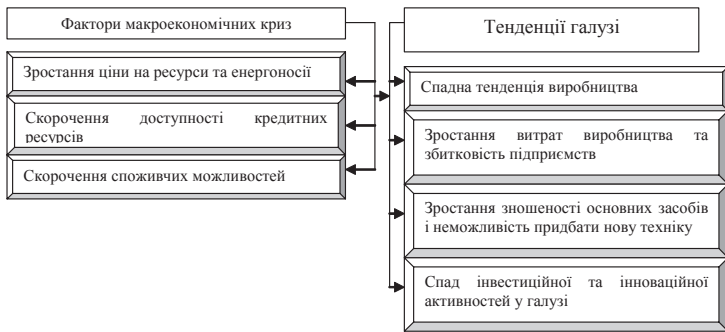 Фактори макроекономічних криз
Зростання ціни на ресурси та енергоносії
Скорочення доступності кредитних
ресурсів
Скорочення споживчих можливостей
Тенденції галузі
Спадна тенденція виробництва
Зростання витрат виробництва та
збитковість підприємств
Зростання зношеності основних засобів
і неможливість придбати нову техніку
Спад інвестиційної та інноваційної
активностей у галузі